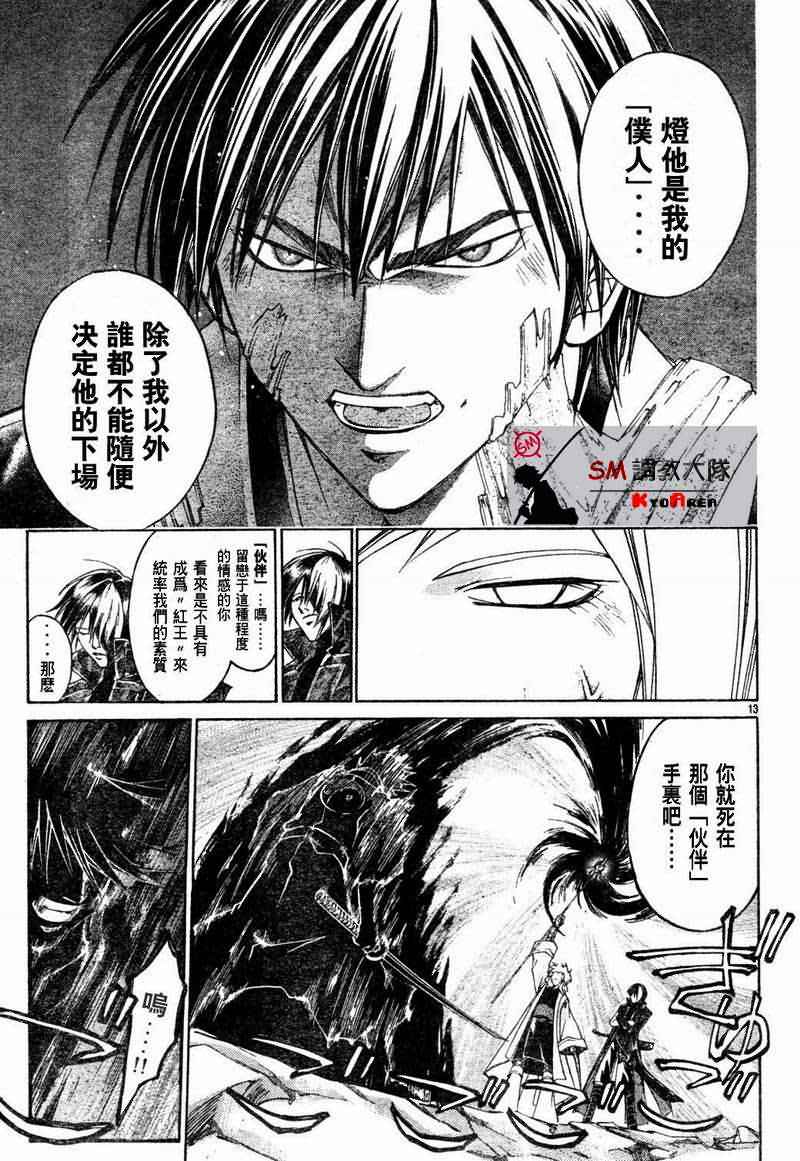 燈他是我的
「僕人」‥‥
除了我以外
誰都不能隨便
决定他的下場
SM
SM調教大隊
KYOAREA
「伙伴」…嗎……
留戀于這種程度
的情感的你
看來是不具有
成爲〝紅王〞來
統率我們的素質
‥‥那麽
13
你就死在
那個「伙伴」
手裏吧……
嗚…‥!!